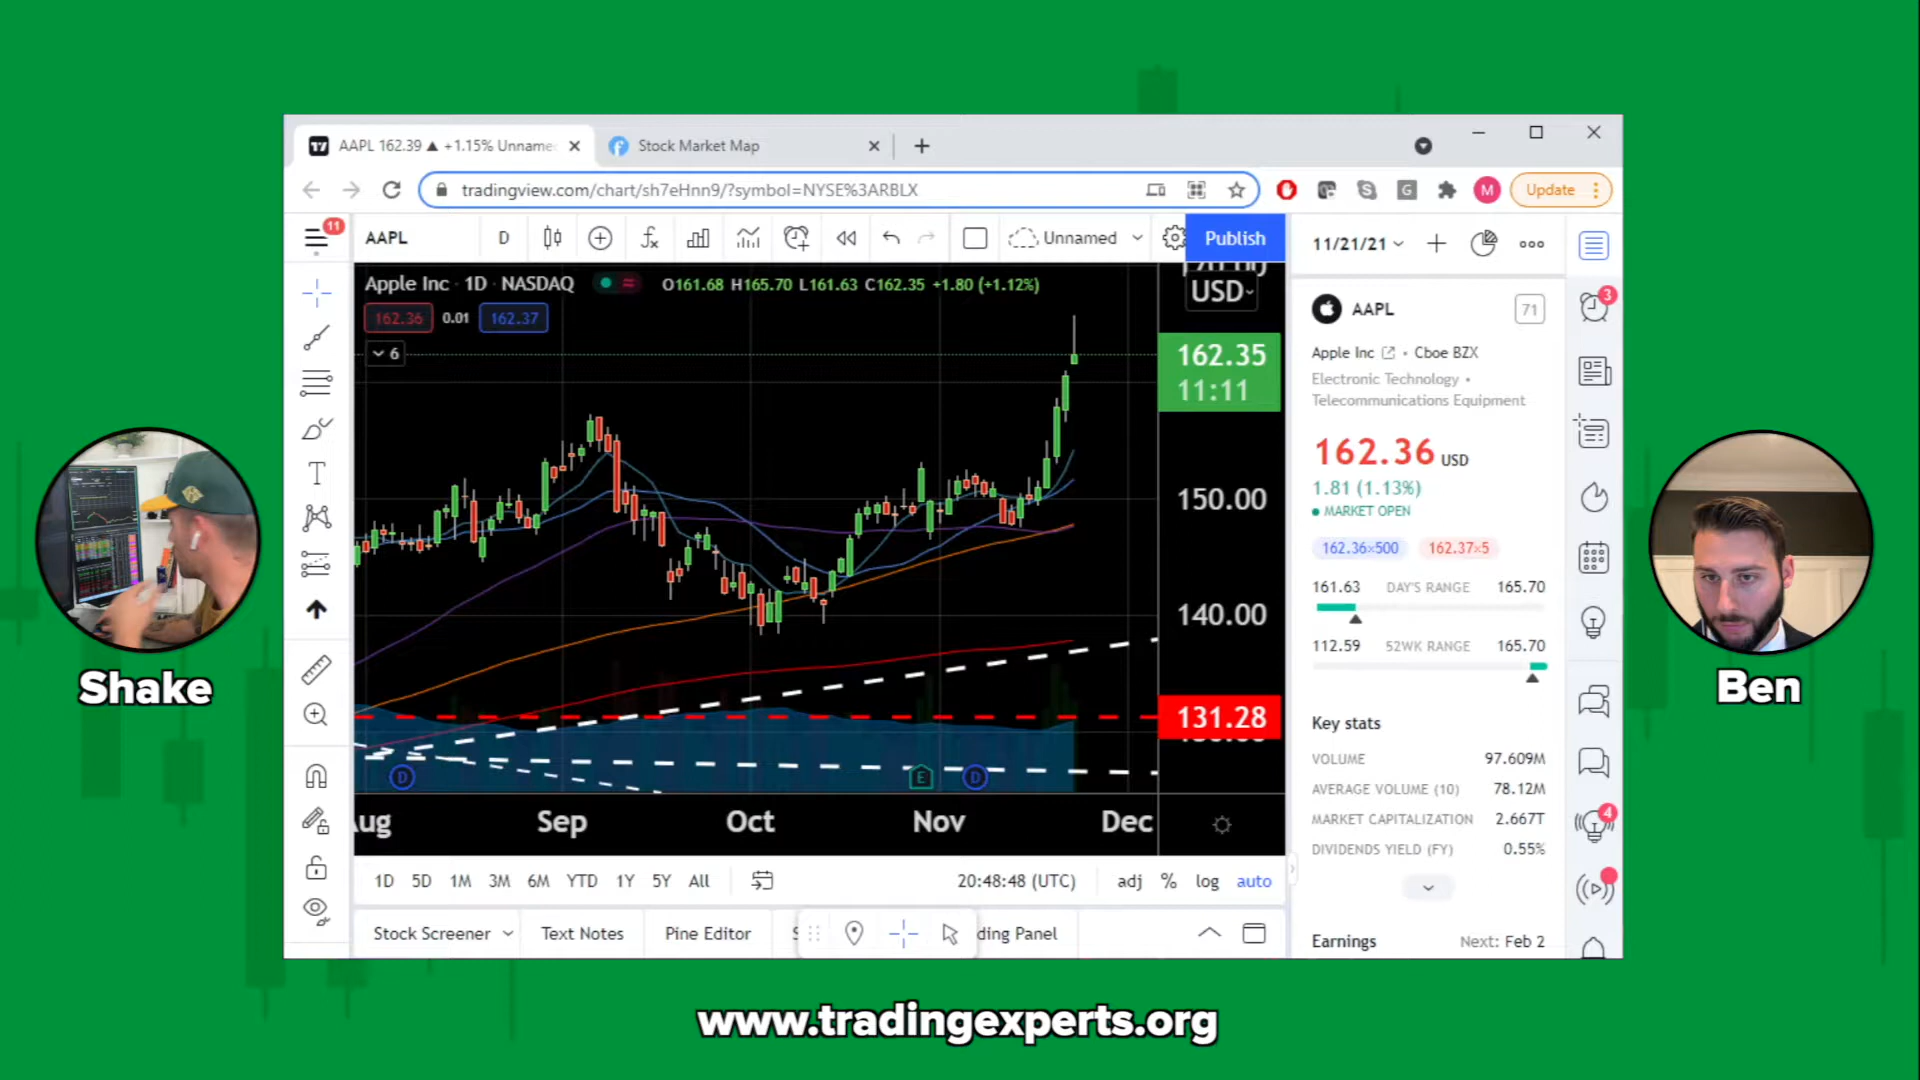 AAPL 162.39 ▲ +1.15% Unname
Stock Market Map
tradingview.com/chart/sh7eHnn9/?symbol=NYSE%3ARBLX
M
Update
11
AAPL
D
Unnamed
Publish
11/21/21
Apple Inc · 1D · NASDAQ
O161.68 H165.70 L161.63 C162.35 +1.80 (+1.12%)
162.36
0.01
162.37
6
USD
162.35
11:11
150.00
140.00
131.28
D
E
D
Aug
Sep
Oct
Nov
Dec
1D
5D
1M
3M
6M
YTD
1Y
5Y
All
20:48:48 (UTC)
adj
%
log
auto
Stock Screener
Text Notes
Pine Editor
ding Panel
AAPL
71
Apple Inc • Cboe BZX
Electronic Technology •
Telecommunications Equipment
162.36 USD
1.81 (1.13%)
MARKET OPEN
162.36×500
162.37×5
161.63 DAY'S RANGE 165.70
112.59 52WK RANGE 165.70
Key stats
VOLUME 97.609M
AVERAGE VOLUME (10) 78.12M
MARKET CAPITALIZATION 2.667T
DIVIDENDS YIELD (FY) 0.55%
Earnings Next: Feb 2
3
4
Shake
Ben
www.tradingexperts.org